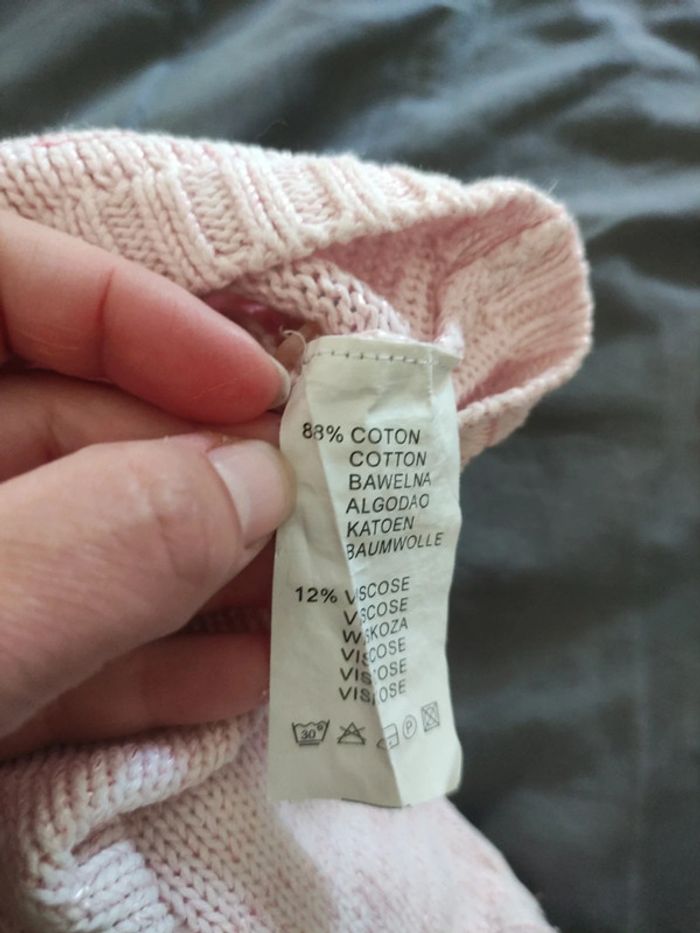 88% COTON
COTTON
BAWELNA
ALGODAO
KATOEN
BAUMWOLLE
12% VISCOSE
VISCOSE
WISKOZA
VISCOSE
VISCOSE
VISCOSE
30° P